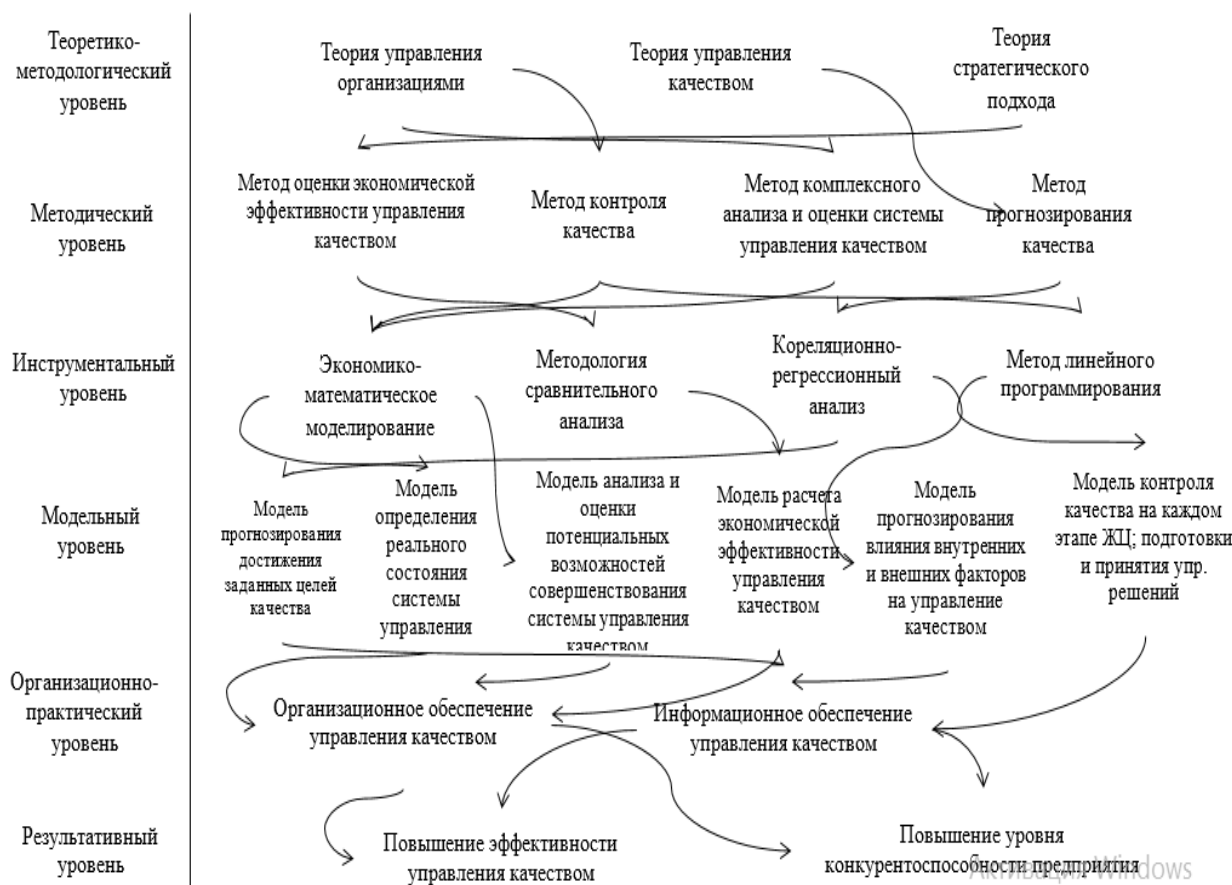 Теоретико-
методологический
уровень
Теория управления
организациями
Теория управления
качеством
Теория
стратегического
подхода
Методический
уровень
Метод оценки экономической
эффективности управления
качеством
Метод контроля
качества
Метод комплексного
анализа и оценки системы
управления качеством
Метод
прогнозирования
качества
Инструментальный
уровень
Экономико-
математическое
моделирование
Методология
сравнительного
анализа
Кореляционно-
регрессионный
анализ
Метод линейного
программирования
Модельный
уровень
Модель
прогнозирования
достижения
заданных целей
качества
Модель
определения
реального
состояния
системы
управления
Модель анализа и
оценки
потенциальных
возможностей
совершенствования
системы управления
качеством
Модель расчета
экономической
эффективности
управления
качеством
Модель
прогнозирования
влияния внутренних
и внешних факторов
на управление
качеством
Модель контроля
качества на каждом
этапе ЖЦ; подготовки
и принятия упр.
решений
Организационно-
практический
уровень
Организационное обеспечение
управления качеством
Информационное обеспечение
управления качеством
Результативный
уровень
Повышение эффективности
управления качеством
Повышение уровня
конкурентоспособности предприятия
Активация Windows